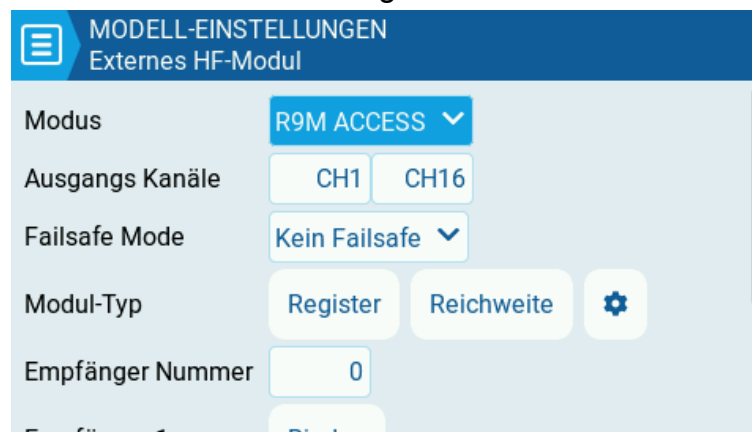 MODELL-EINSTELLUNGEN
Externes HF-Modul
Modus R9M ACCESS
Ausgangs Kanäle CH1 CH16
Failsafe Mode Kein Failsafe
Modul-Typ Register Reichweite
Empfänger Nummer 0